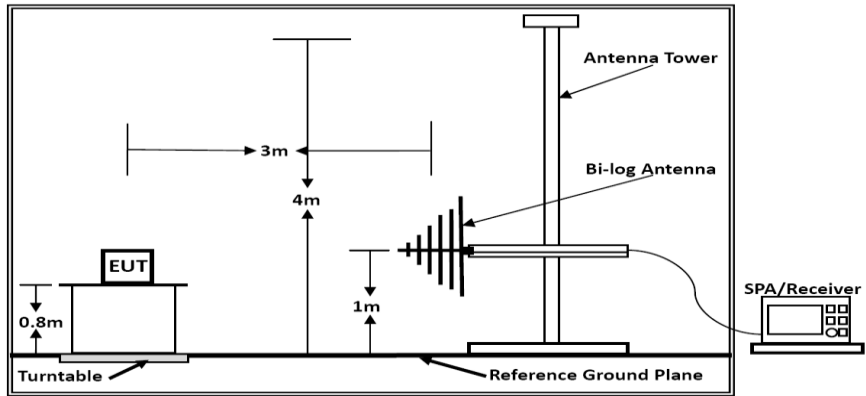 Antenna Tower
3m
Bi-log Antenna
4m
EUT
SPA/Receiver
1m
0.8m
Turntable
Reference Ground Plane